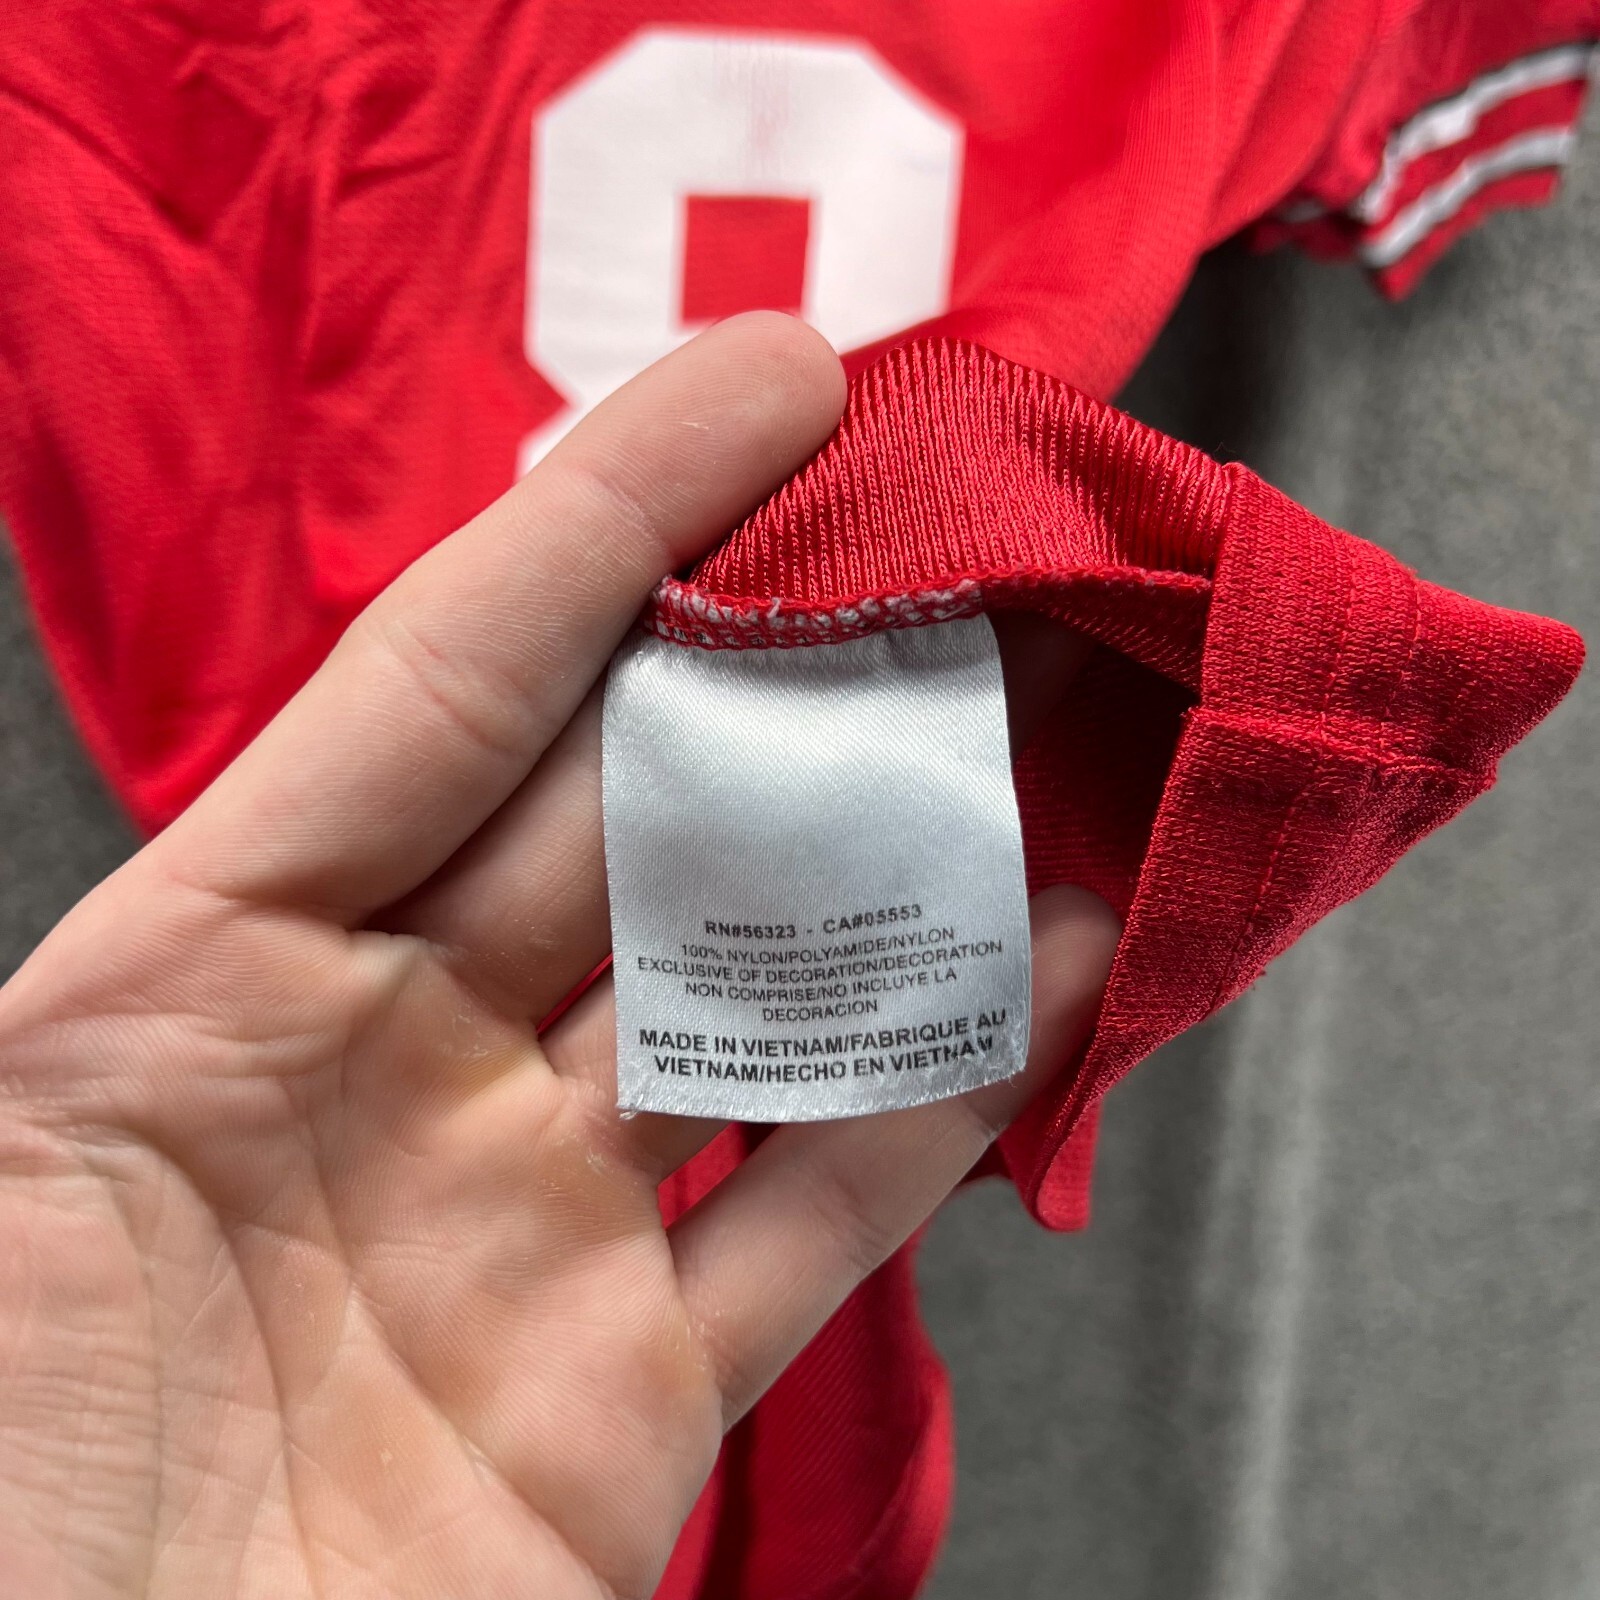 8
RN#56323 - CA#05553
100% NYLON/POLYAMIDE/NYLON
EXCLUSIVE OF DECORATION/DECORATION
NON COMPRISE/NO INCLUYE LA
DECORACION
MADE IN VIETNAM/FABRIQUE AU
VIETNAM/HECHO EN VIETNAM